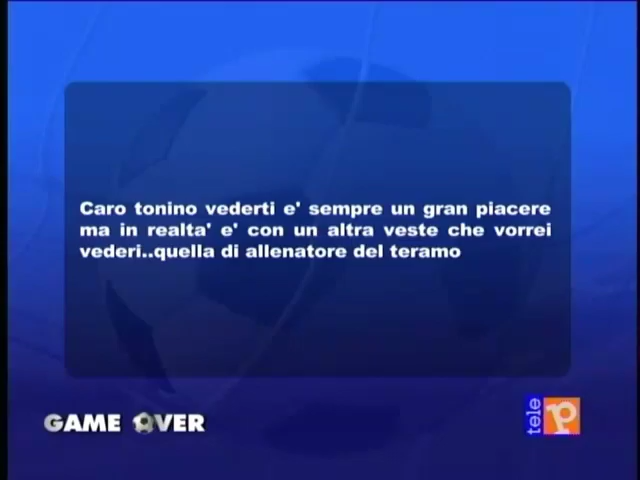 Caro tonino vederti e' sempre un gran piacere
ma in realta' e' con un altra veste che vorrei
vederi..quella di allenatore del teramo
GAME OVER
tele p